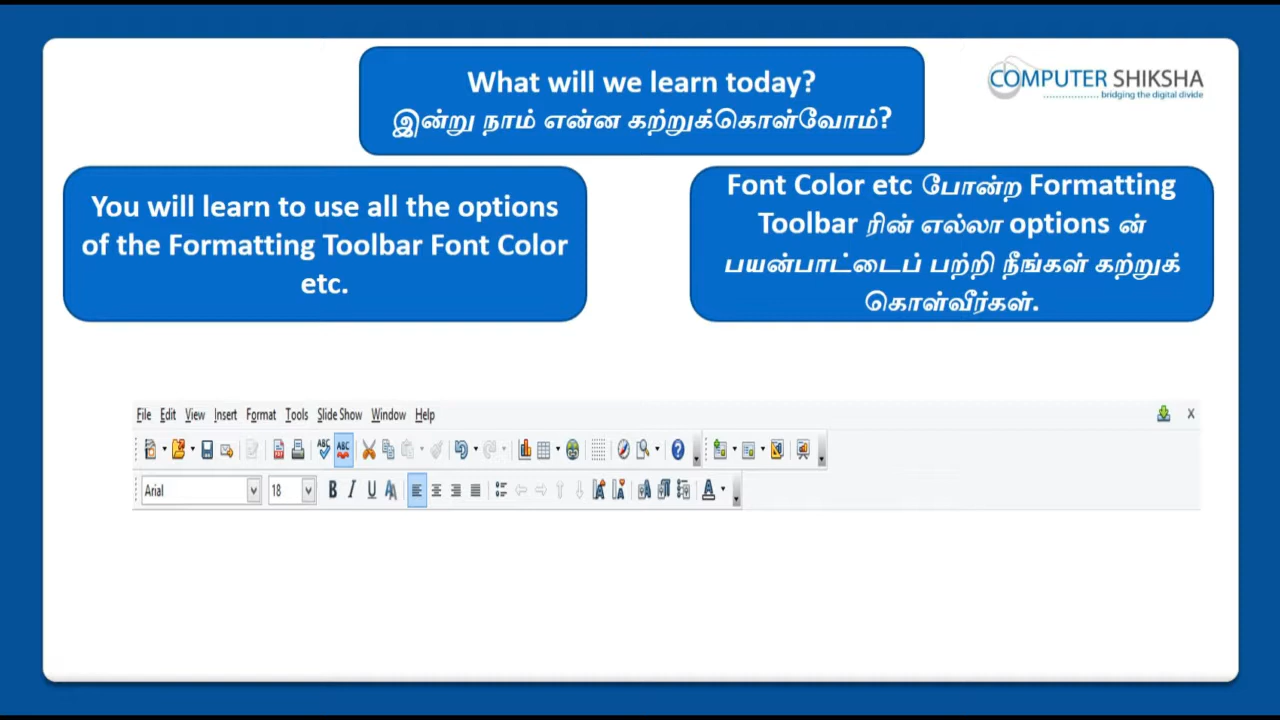 What will we learn today?
இன்று நாம் என்ன கற்றுக்கொள்வோம்?
COMPUTER SHIKSHA
bridging the digital divide
You will learn to use all the options
of the Formatting Toolbar Font Color
etc.
Font Color etc போன்ற Formatting
Toolbar ரின் எல்லா options ன்
பயன்பாட்டைப் பற்றி நீங்கள் கற்றுக்
கொள்வீர்கள்.
File Edit View Insert Format Tools Slide Show Window Help
Arial 18